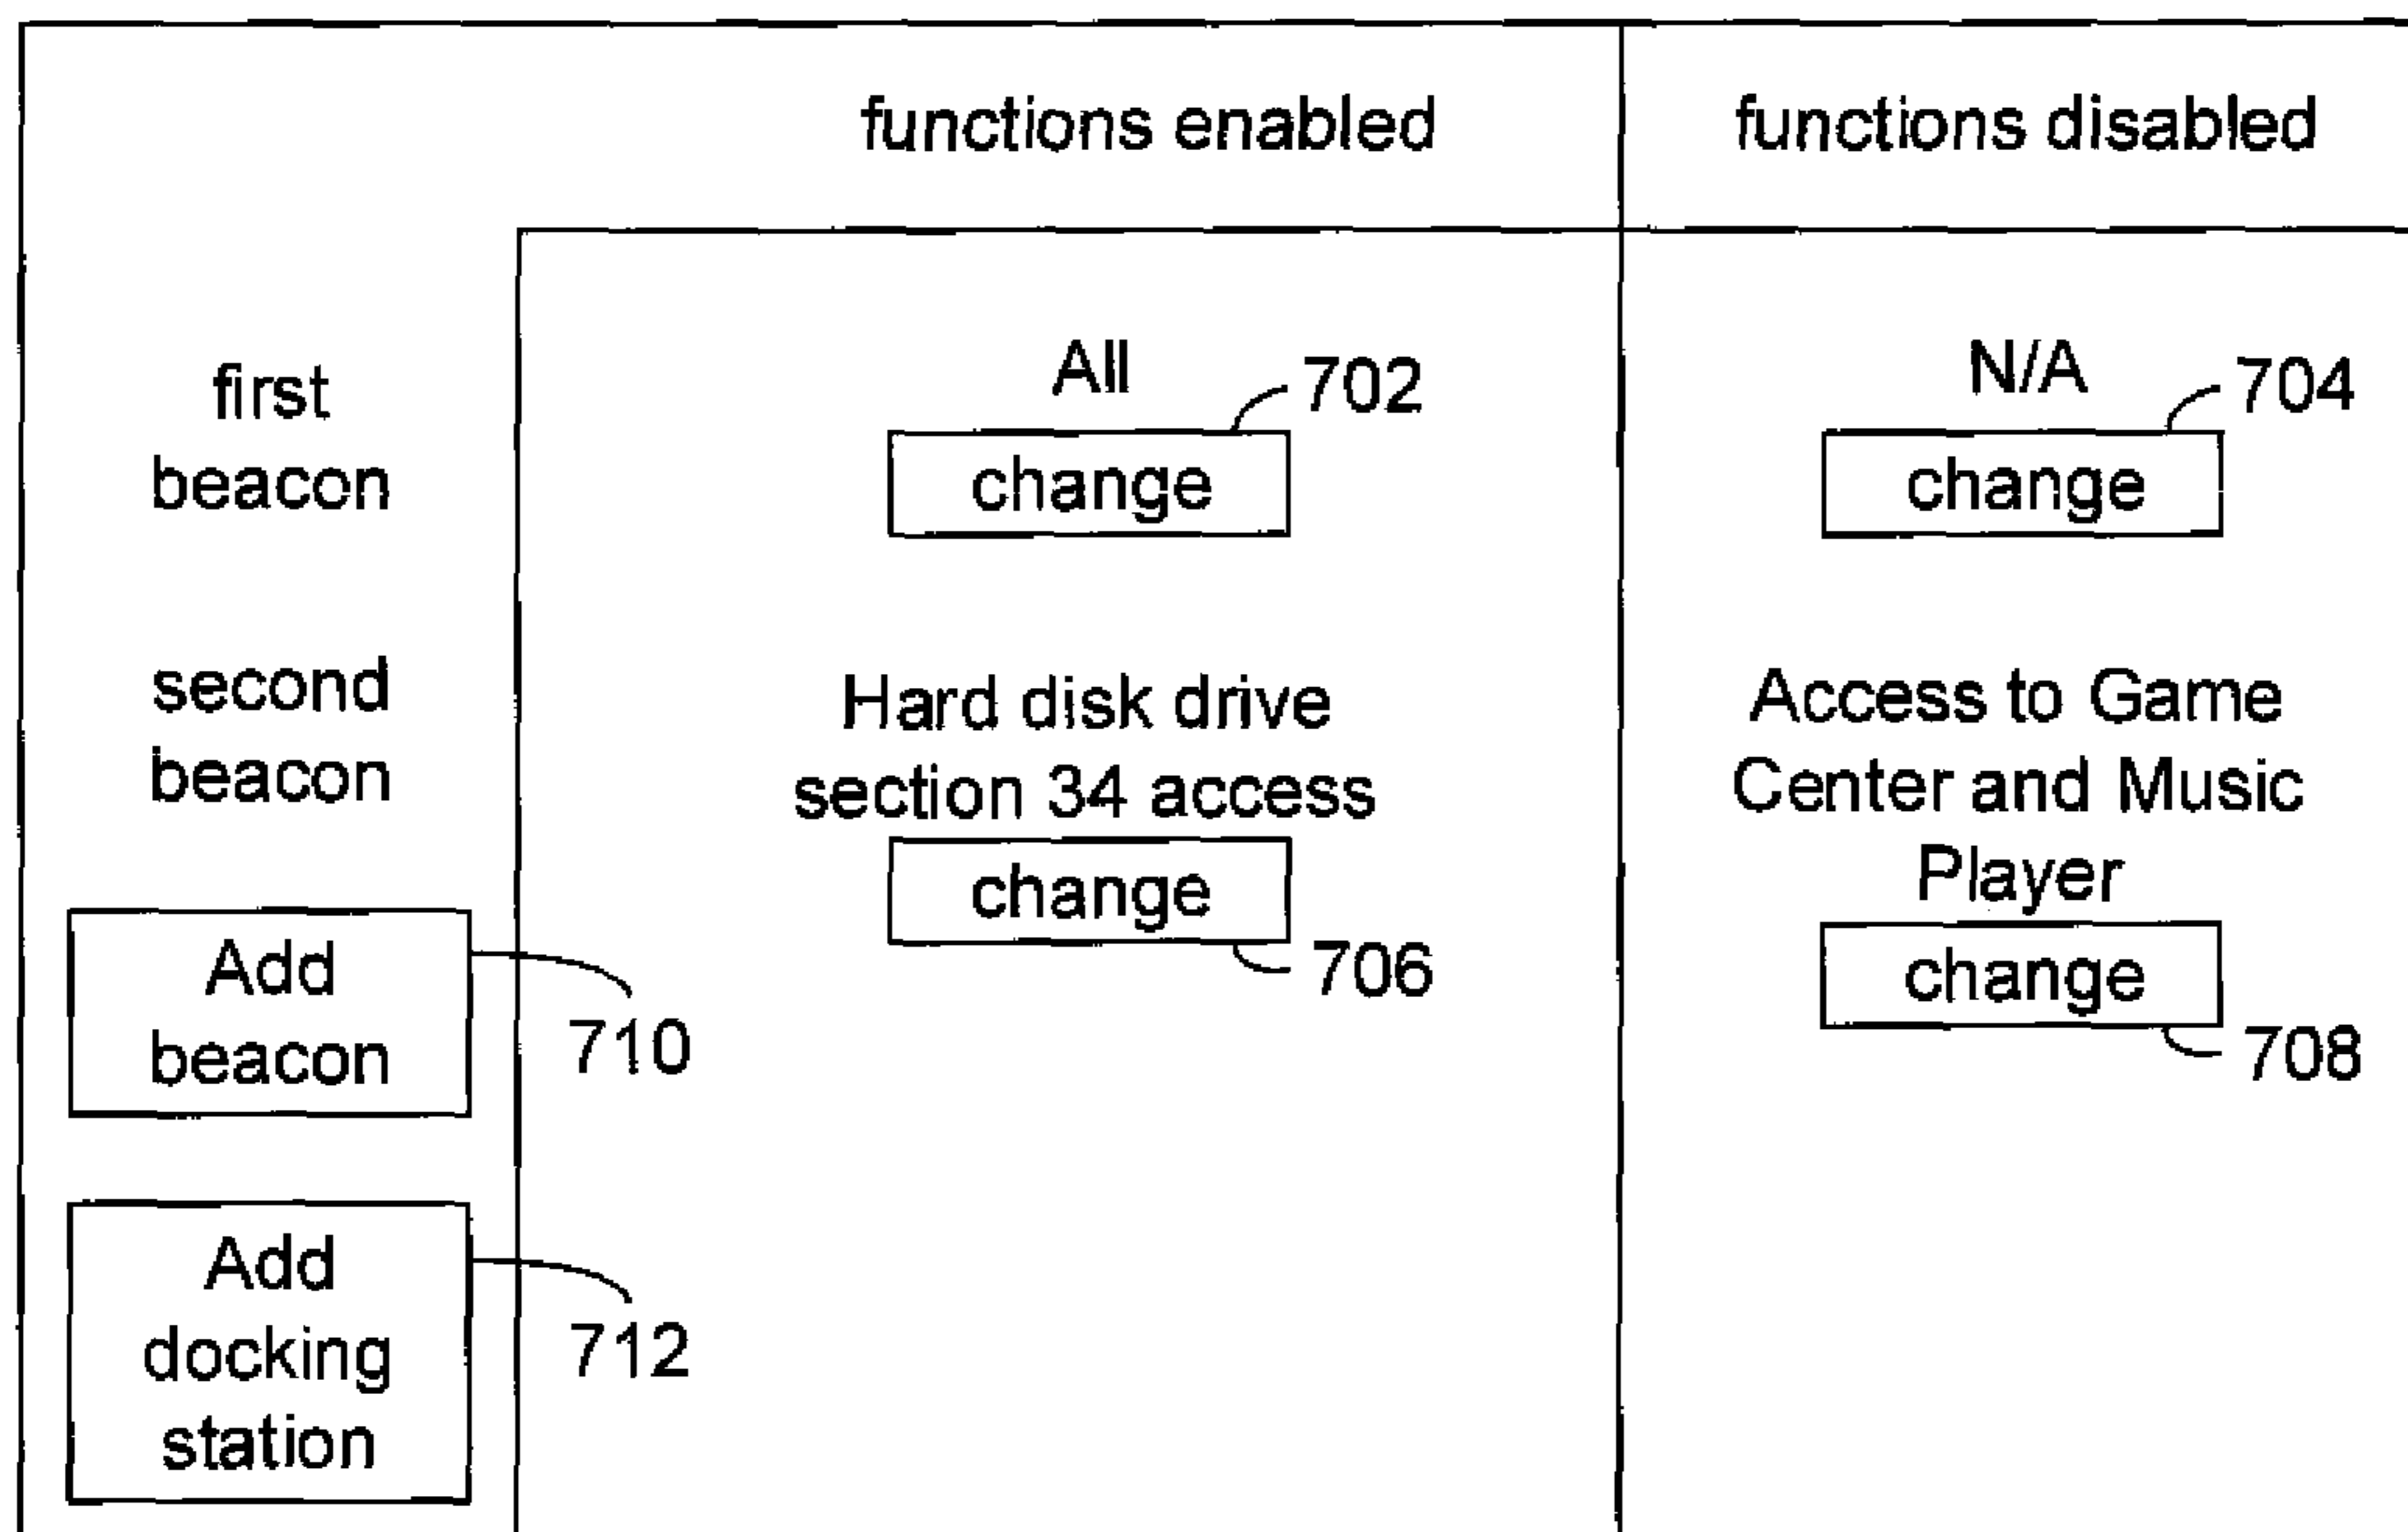 functions enabled
functions disabled
first
beacon
All
702
change
N/A
704
change
second
beacon
Hard disk drive
section 34 access
change
706
Access to Game
Center and Music
Player
change
708
Add
beacon
710
Add
docking
station
712